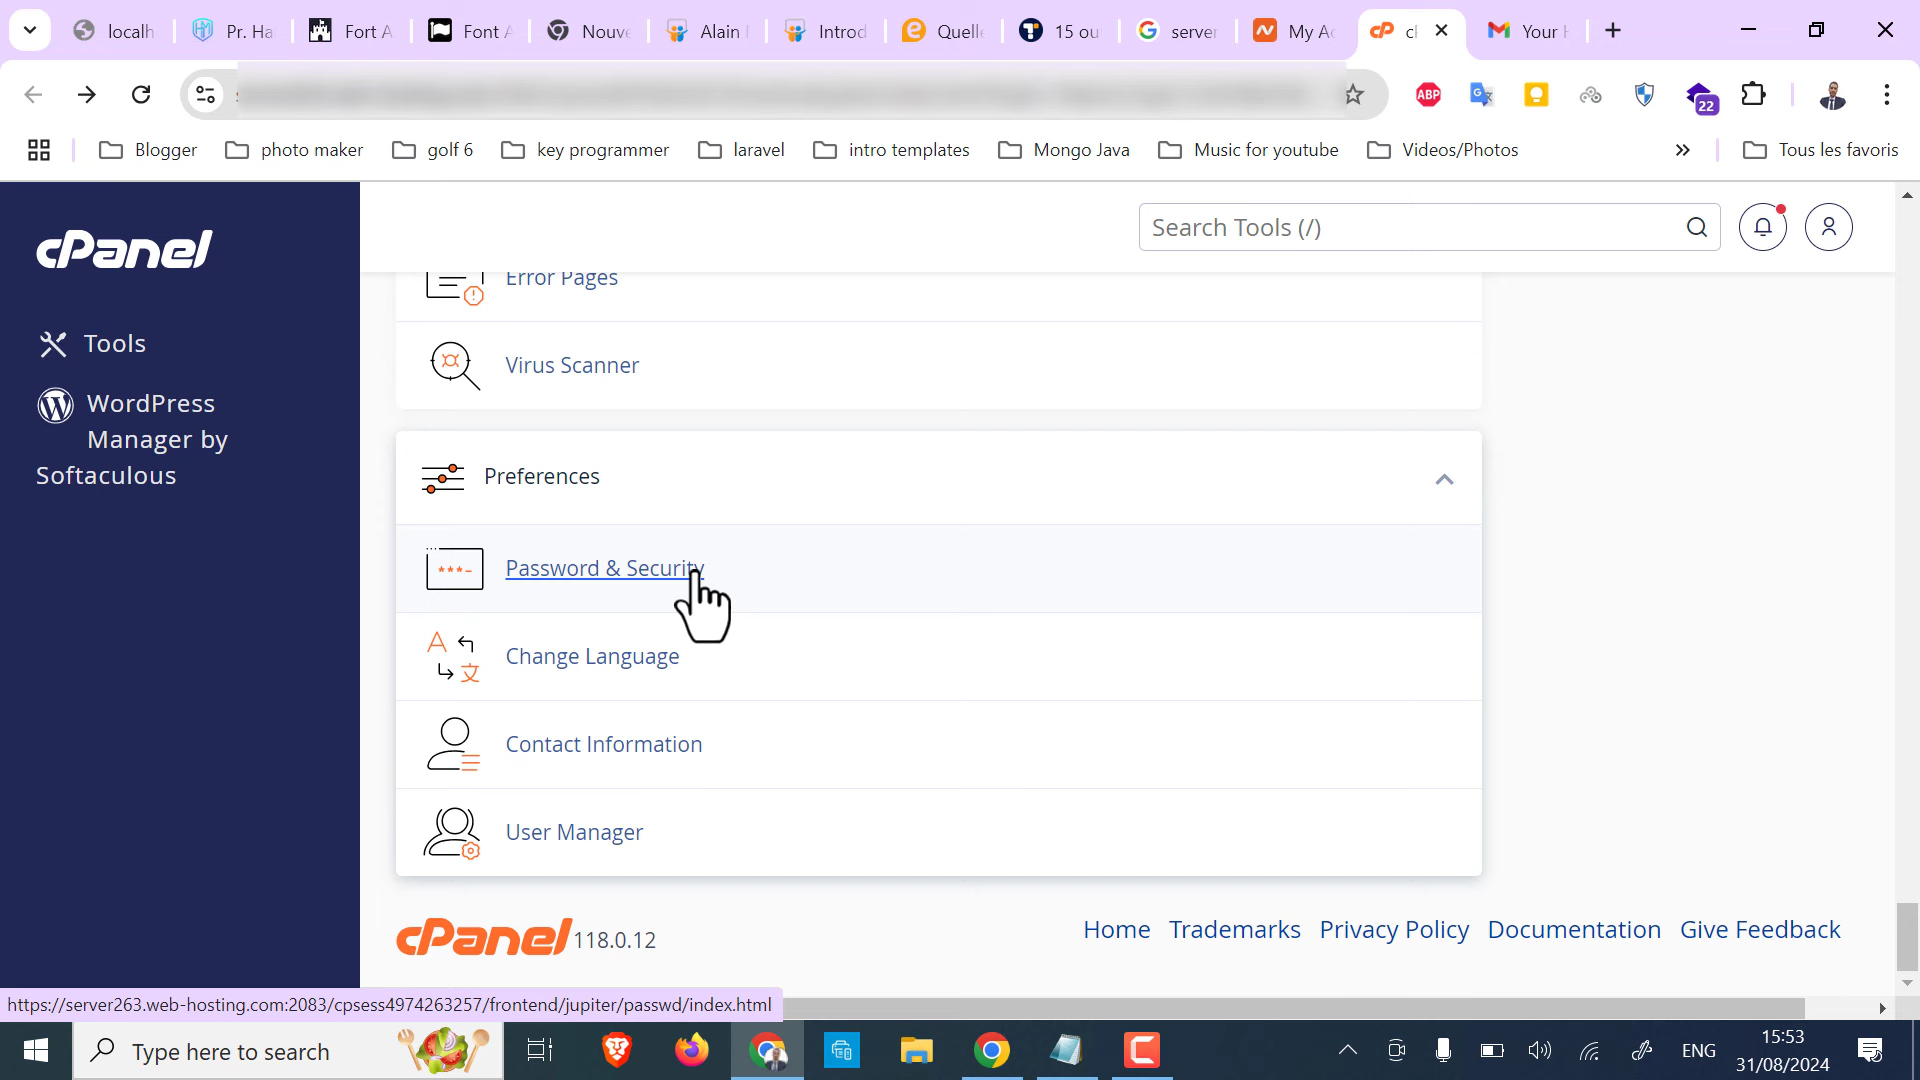 localh
Pr. Ha
Fort A
Font A
Nouve
Alain
Introd
Quelle
15 ou
server
My Ac
Your H
ABP
22
Blogger
photo maker
golf 6
key programmer
laravel
intro templates
Mongo Java
Music for youtube
Videos/Photos
»
Tous les favoris
cPanel
Search Tools (/)
Tools
WordPress
Manager by
Softaculous
Error Pages
Virus Scanner
Preferences
Password & Security
Change Language
Contact Information
User Manager
cPanel 118.0.12
Home
Trademarks
Privacy Policy
Documentation
Give Feedback
https://server263.web-hosting.com:2083/cpsess4974263257/frontend/jupiter/passwd/index.html
Type here to search
ENG
15:53
31/08/2024